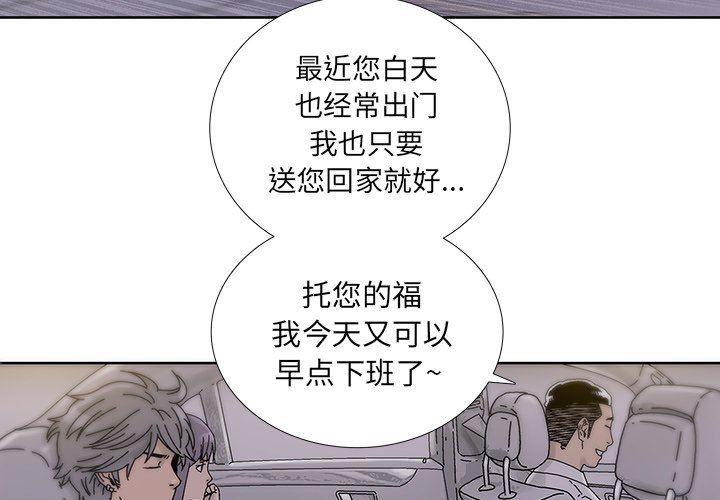 最近您白天
也经常出门
我也只要
送您回家就好...
托您的福
我今天又可以
早点下班了~